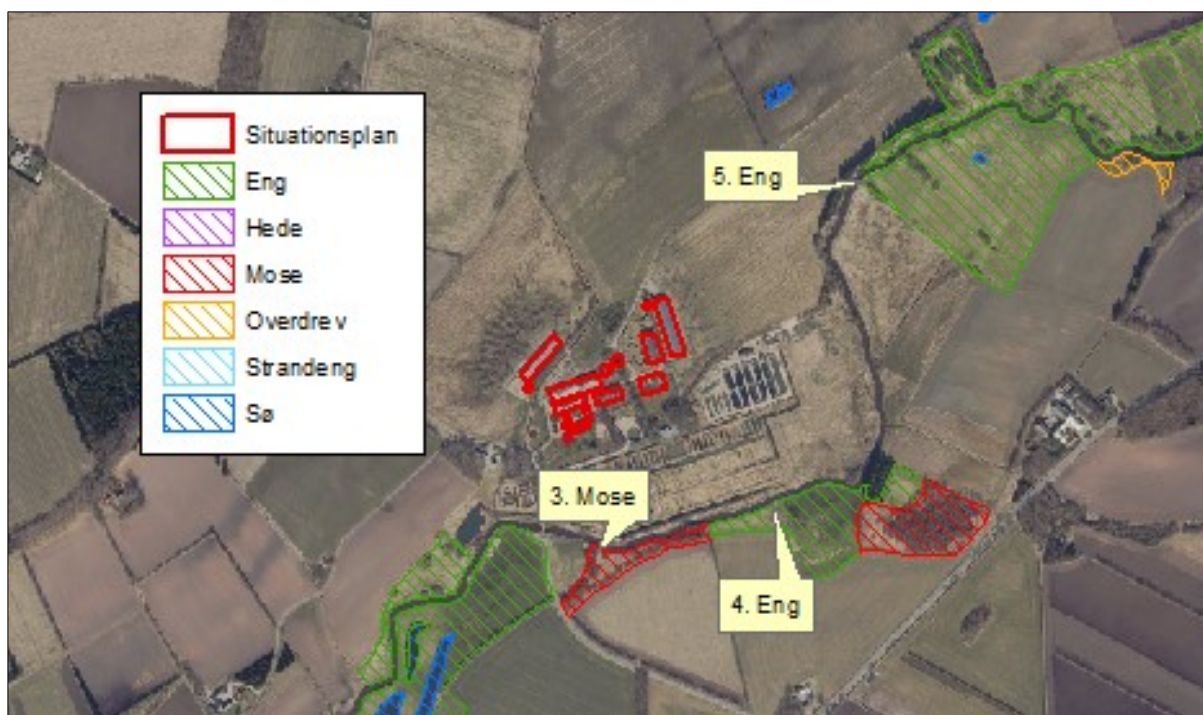 Situationsplan
Eng
Hede
Mose
Overdrev
Strandeng
Sø
5. Eng
3. Mose
4. Eng